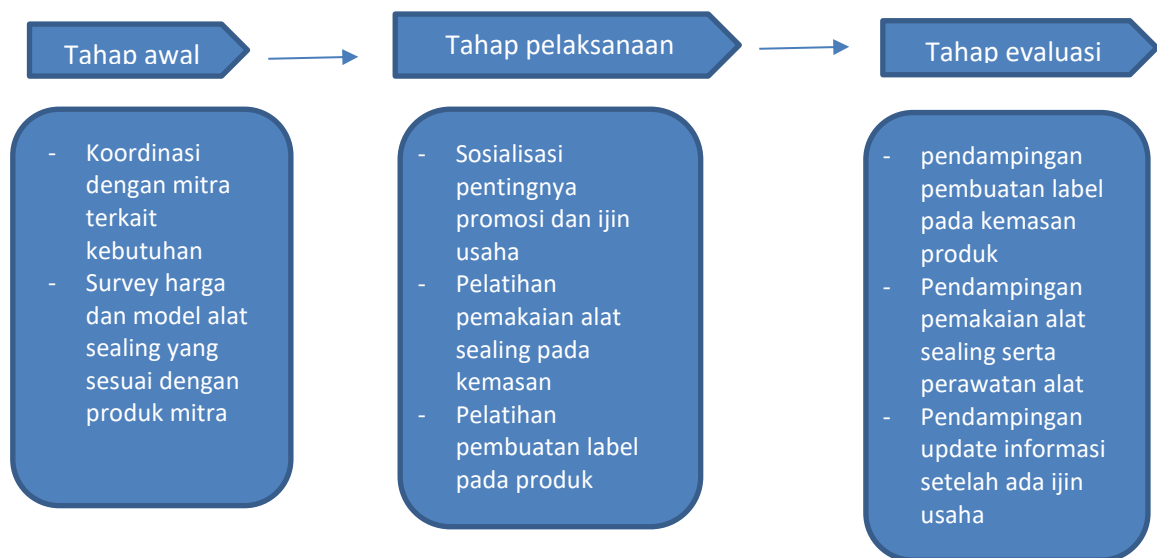 Tahap awal
Tahap pelaksanaan
Tahap evaluasi
- Koordinasi
dengan mitra
terkait
kebutuhan
- Survey harga
dan model alat
sealing yang
sesuai dengan
produk mitra
- Sosialisasi
pentingnya
promosi dan ijin
usaha
- Pelatihan
pemakaian alat
sealing pada
kemasan
- Pelatihan
pembuatan label
pada produk
- pendampingan
pembuatan label
pada kemasan
produk
- Pendampingan
pemakaian alat
sealing serta
perawatan alat
- Pendampingan
update informasi
setelah ada ijin
usaha